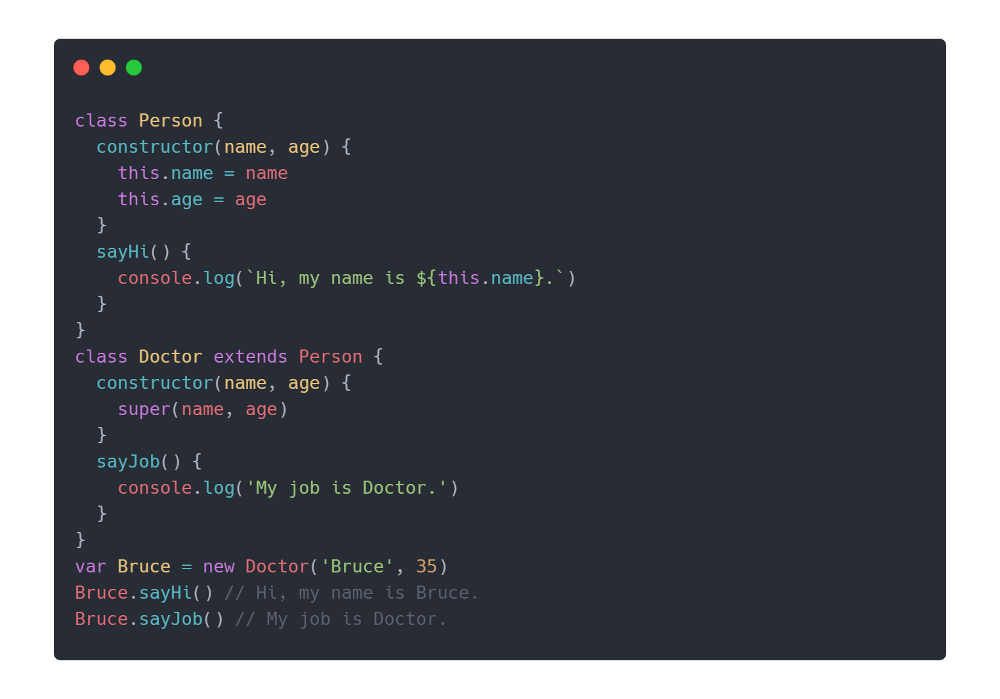 class Person {
  constructor(name, age) {
    this.name = name
    this.age = age
  }
  sayHi() {
    console.log(`Hi, my name is ${this.name}.`)
  }
}
class Doctor extends Person {
  constructor(name, age) {
    super(name, age)
  }
  sayJob() {
    console.log('My job is Doctor.')
  }
}
var Bruce = new Doctor('Bruce', 35)
Bruce.sayHi() // Hi, my name is Bruce.
Bruce.sayJob() // My job is Doctor.